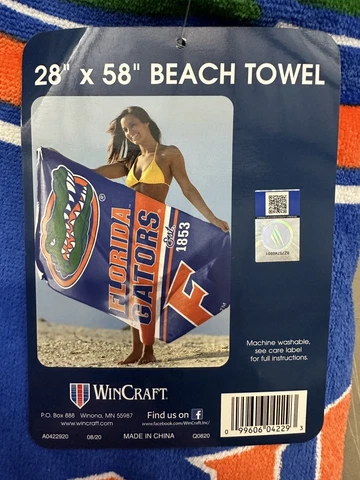 28" x 58" BEACH TOWEL
FLORIDA
GATORS
Est.
1853
F
Machine washable,
see care label
for full instructions.
WINCRAFT®
P.O. Box 888 Winona, MN 55987
www.wincraft.com
Find us on f
www.facebook.com/WinCraft.Inc/
A0422920 08/20 MADE IN CHINA Q0820
0 99606 04229 3